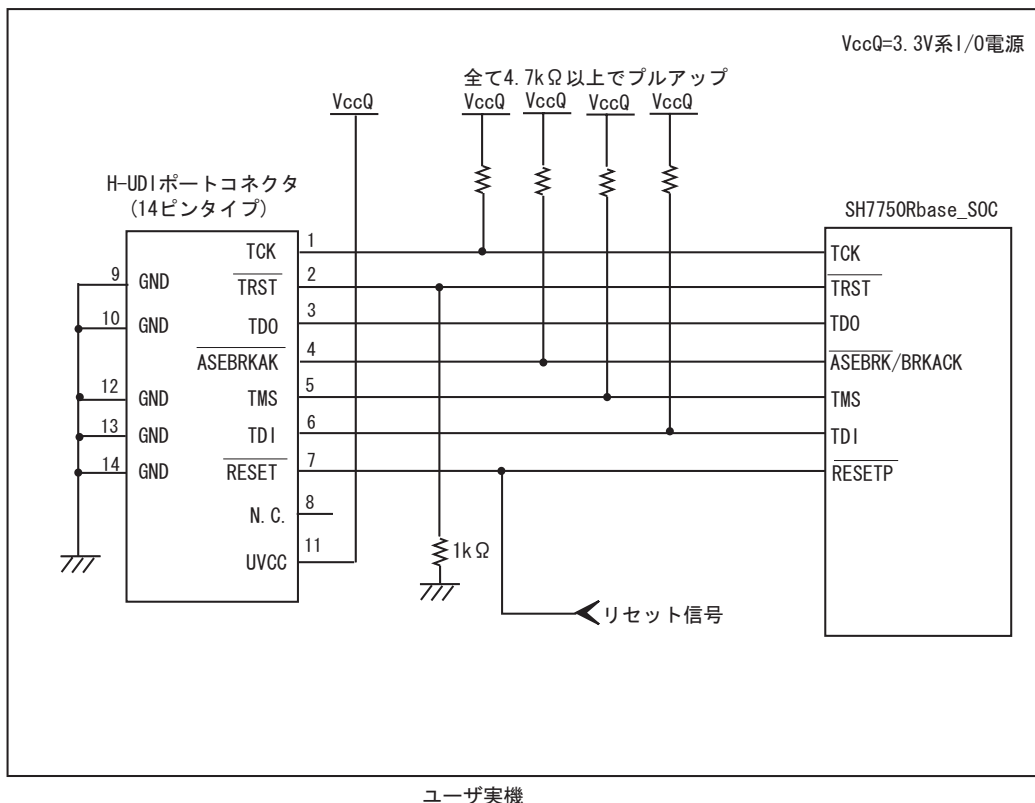 VccQ=3.3V系I/O電源
全て4.7kΩ以上でプルアップ
VccQ
VccQ
VccQ
VccQ
VccQ
H-UDIポートコネクタ
(14ピンタイプ)
SH7750Rbase_SOC
TCK
1
TCK
9
GND
TRST
2
TRST
10
GND
TDO
3
TDO
ASEBRKAK
4
ASEBRK/BRKACK
12
GND
TMS
5
TMS
13
GND
TDI
6
TDI
14
GND
RESET
7
RESETP
N.C.
8
UVCC
11
1kΩ
リセット信号
ユーザ実機